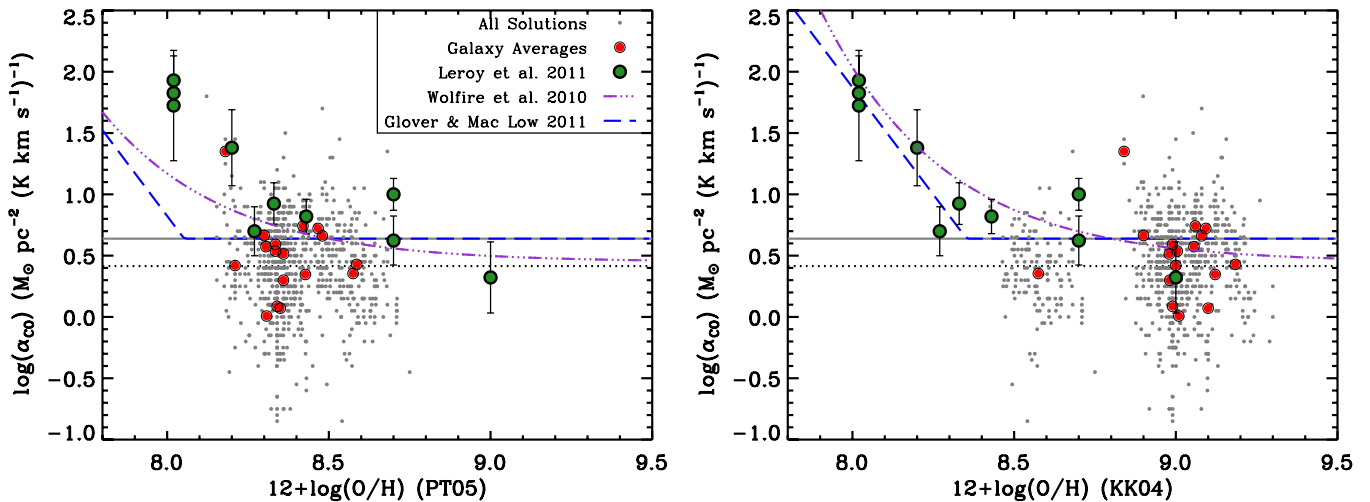 All Solutions
Galaxy Averages
Leroy et al. 2011
Wolfire et al. 2010
Glover & Mac Low 2011
log(α_CO) (M_⊙ pc⁻² (K km s⁻¹)⁻¹)
2.5
2.0
1.5
1.0
0.5
0.0
−0.5
−1.0
8.0 8.5 9.0 9.5
12+log(O/H) (PT05)
log(α_CO) (M_⊙ pc⁻² (K km s⁻¹)⁻¹)
2.5
2.0
1.5
1.0
0.5
0.0
−0.5
−1.0
8.0 8.5 9.0 9.5
12+log(O/H) (KK04)